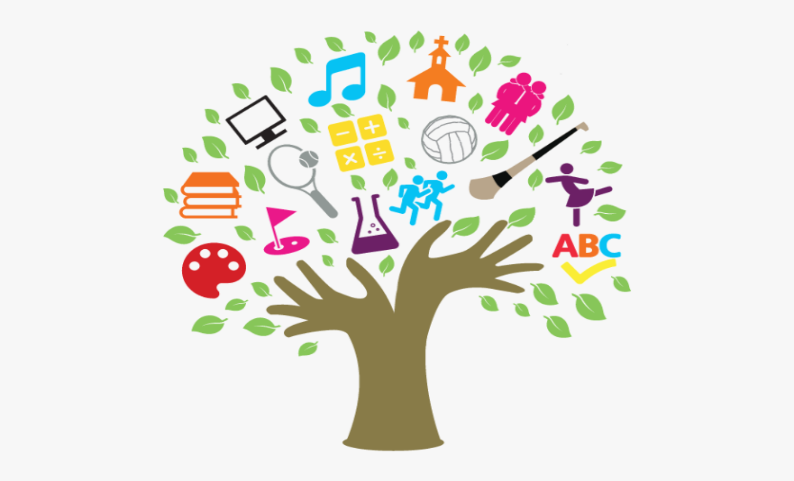 − +
× ÷
ABC